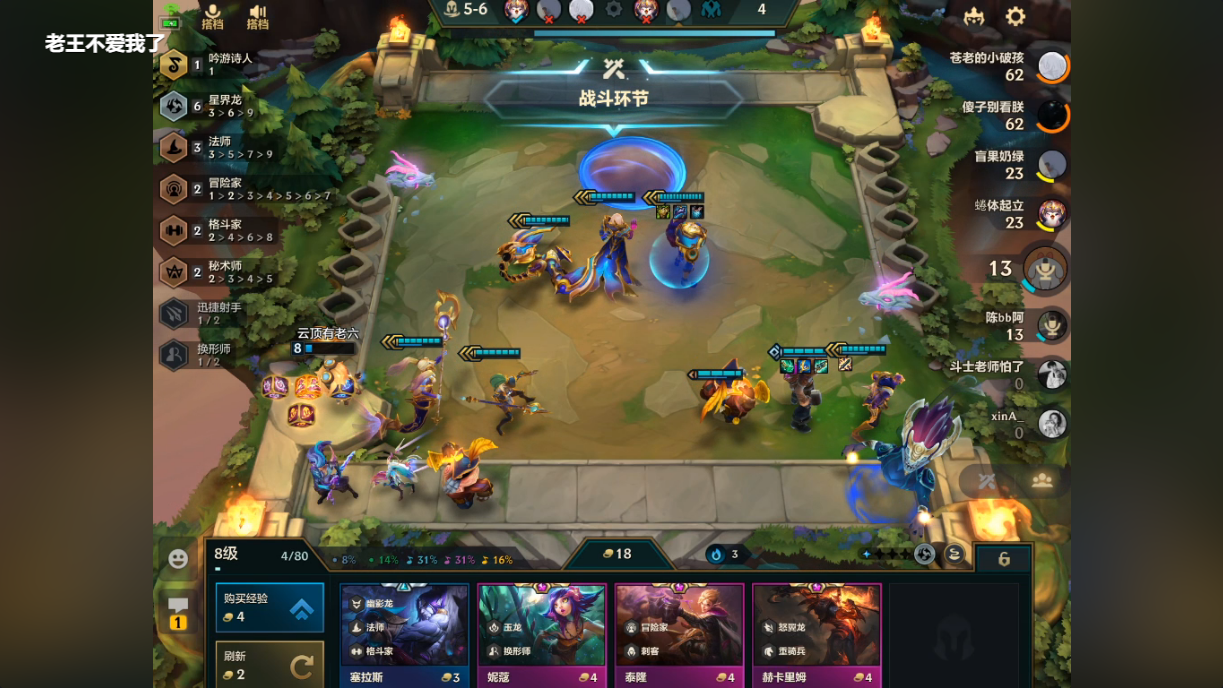 老王不爱我了
搭档
搭档
5-6
4
吟游诗人
1
1
星界龙
6
3 > 6 > 9
法师
3
3 > 5 > 7 > 9
冒险家
2
1 > 2 > 3 > 4 > 5 > 6 > 7
格斗家
2
2 > 4 > 6 > 8
秘术师
2
2 > 3 > 4 > 5
迅捷射手
1 / 2
换形师
1 / 2
战斗环节
云顶有老六
8
苍老的小破孩
62
傻子别看朕
62
盲果奶绿
23
蜷体起立
23
13
陈bb阿
13
斗士老师怕了
0
xinA_
0
8级
4/80
8%
14%
31%
31%
16%
18
3
购买经验
4
刷新
2
1
幽影龙
法师
格斗家
塞拉斯
3
玉龙
换形师
妮蔻
4
冒险家
刺客
泰隆
4
怒翼龙
重骑兵
赫卡里姆
4